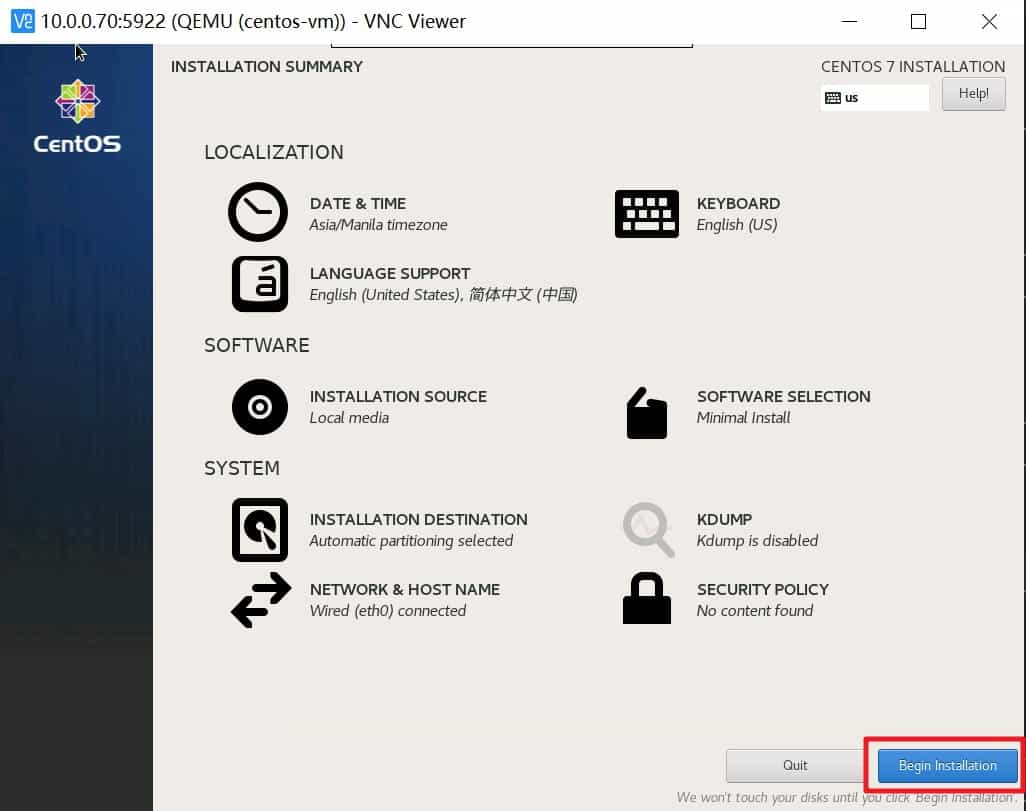 10.0.0.70:5922 (QEMU (centos-vm)) - VNC Viewer
INSTALLATION SUMMARY
CENTOS 7 INSTALLATION
us
Help!
CentOS
LOCALIZATION
DATE & TIME
Asia/Manila timezone
KEYBOARD
English (US)
LANGUAGE SUPPORT
English (United States), 简体中文 (中国)
SOFTWARE
INSTALLATION SOURCE
Local media
SOFTWARE SELECTION
Minimal Install
SYSTEM
INSTALLATION DESTINATION
Automatic partitioning selected
KDUMP
Kdump is disabled
NETWORK & HOST NAME
Wired (eth0) connected
SECURITY POLICY
No content found
Quit
Begin Installation
We won't touch your disks until you click 'Begin Installation'.